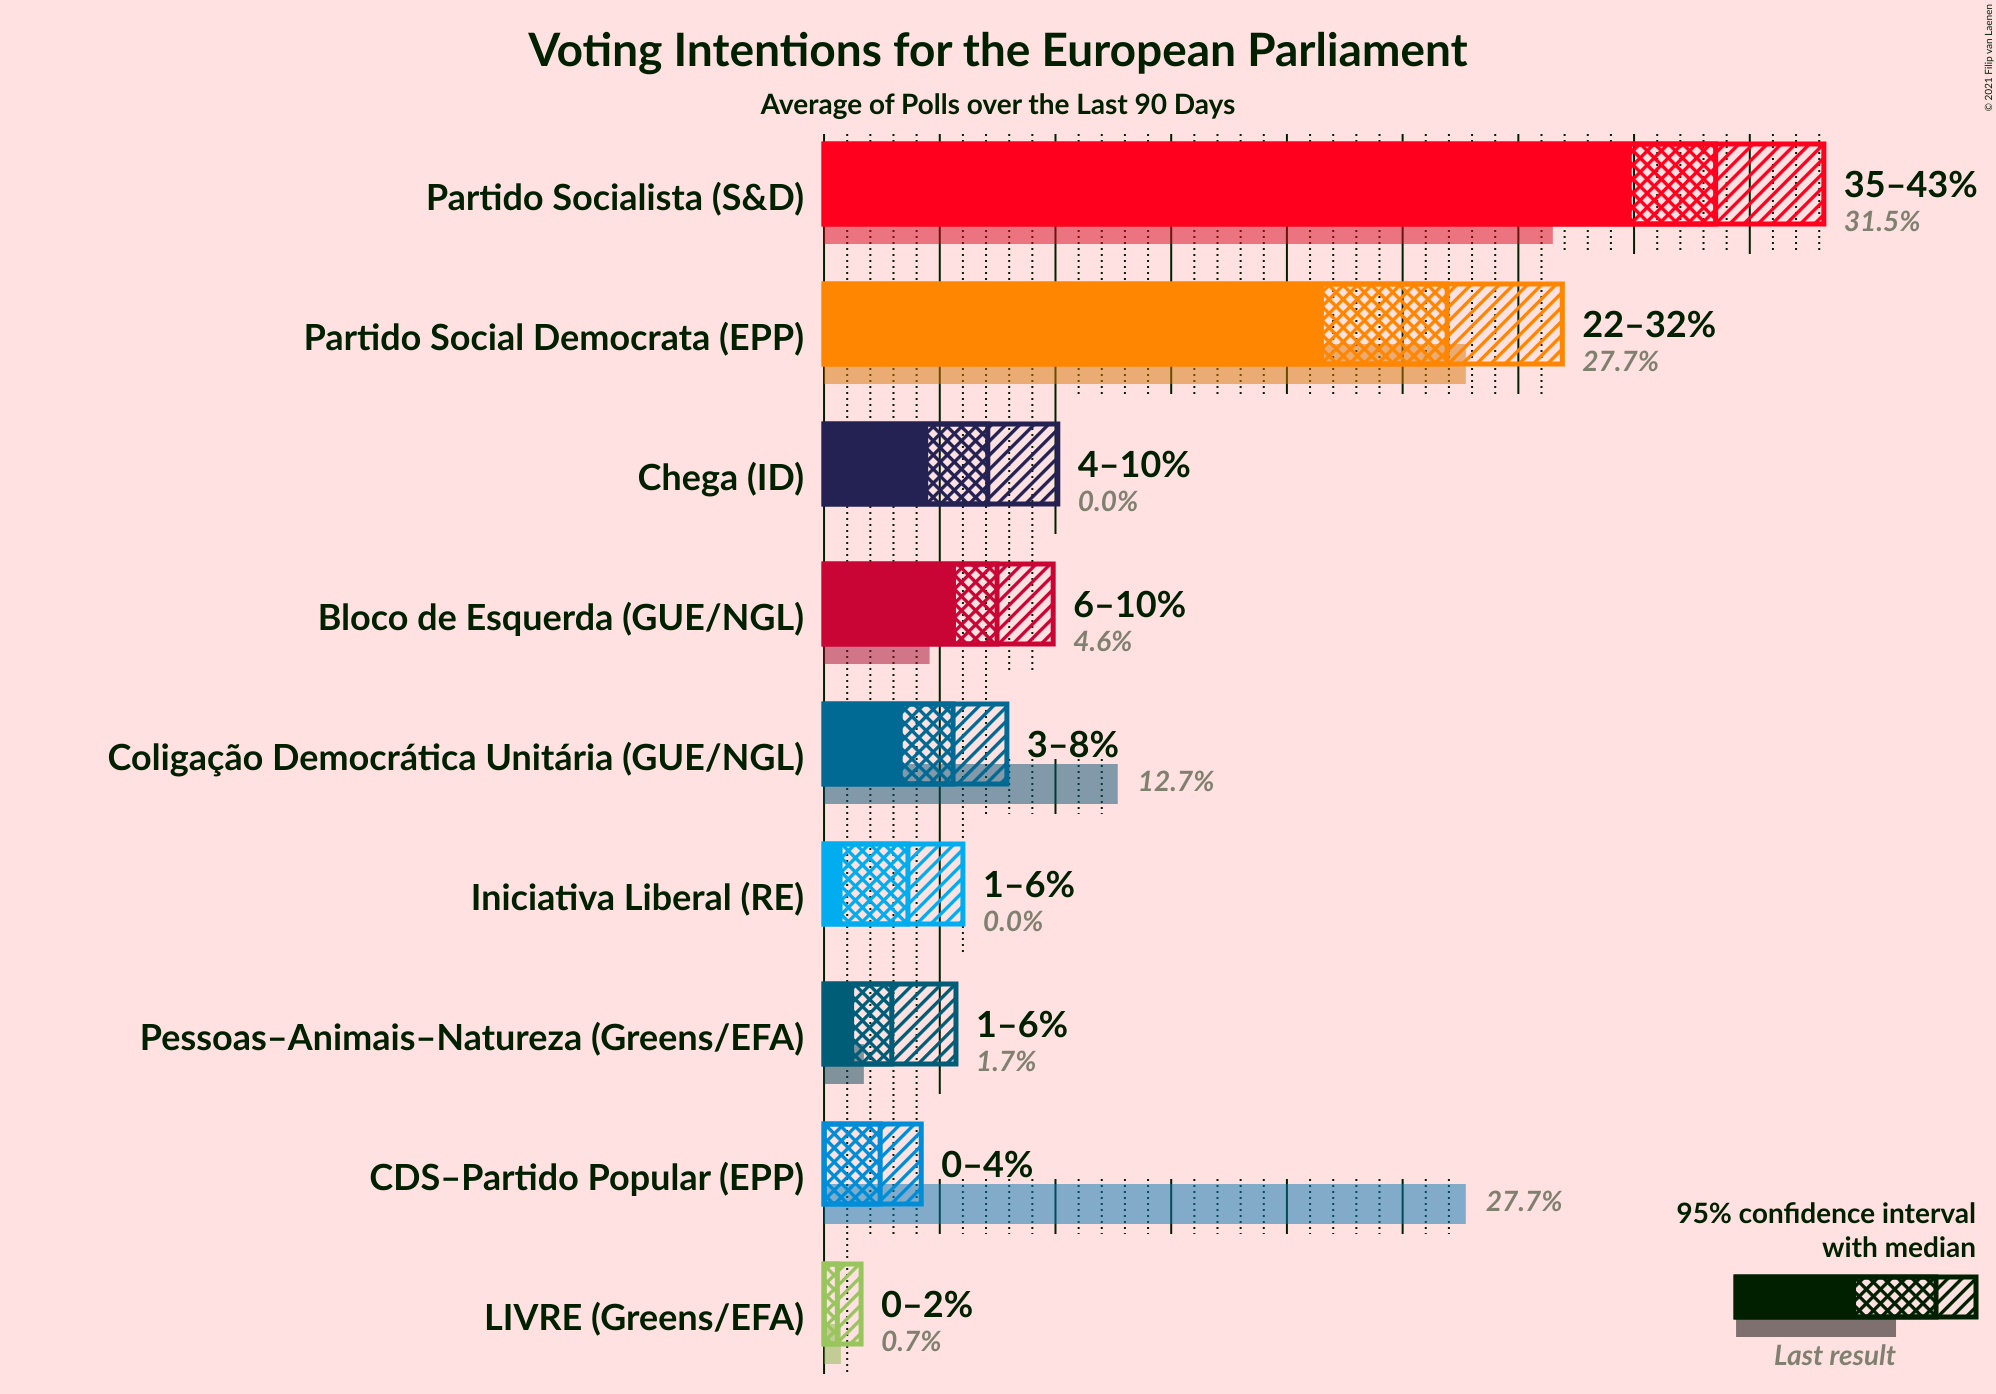 © 2021 Filip van Laenen
Voting Intentions for the European Parliament
Average of Polls over the Last 90 Days
Partido Socialista (S&D)
35–43%
31.5%
Partido Social Democrata (EPP)
22–32%
27.7%
Chega (ID)
4–10%
0.0%
Bloco de Esquerda (GUE/NGL)
6–10%
4.6%
Coligação Democrática Unitária (GUE/NGL)
3–8%
12.7%
Iniciativa Liberal (RE)
1–6%
0.0%
Pessoas–Animais–Natureza (Greens/EFA)
1–6%
1.7%
CDS–Partido Popular (EPP)
0–4%
27.7%
LIVRE (Greens/EFA)
0–2%
0.7%
95% confidence interval
with median
Last result